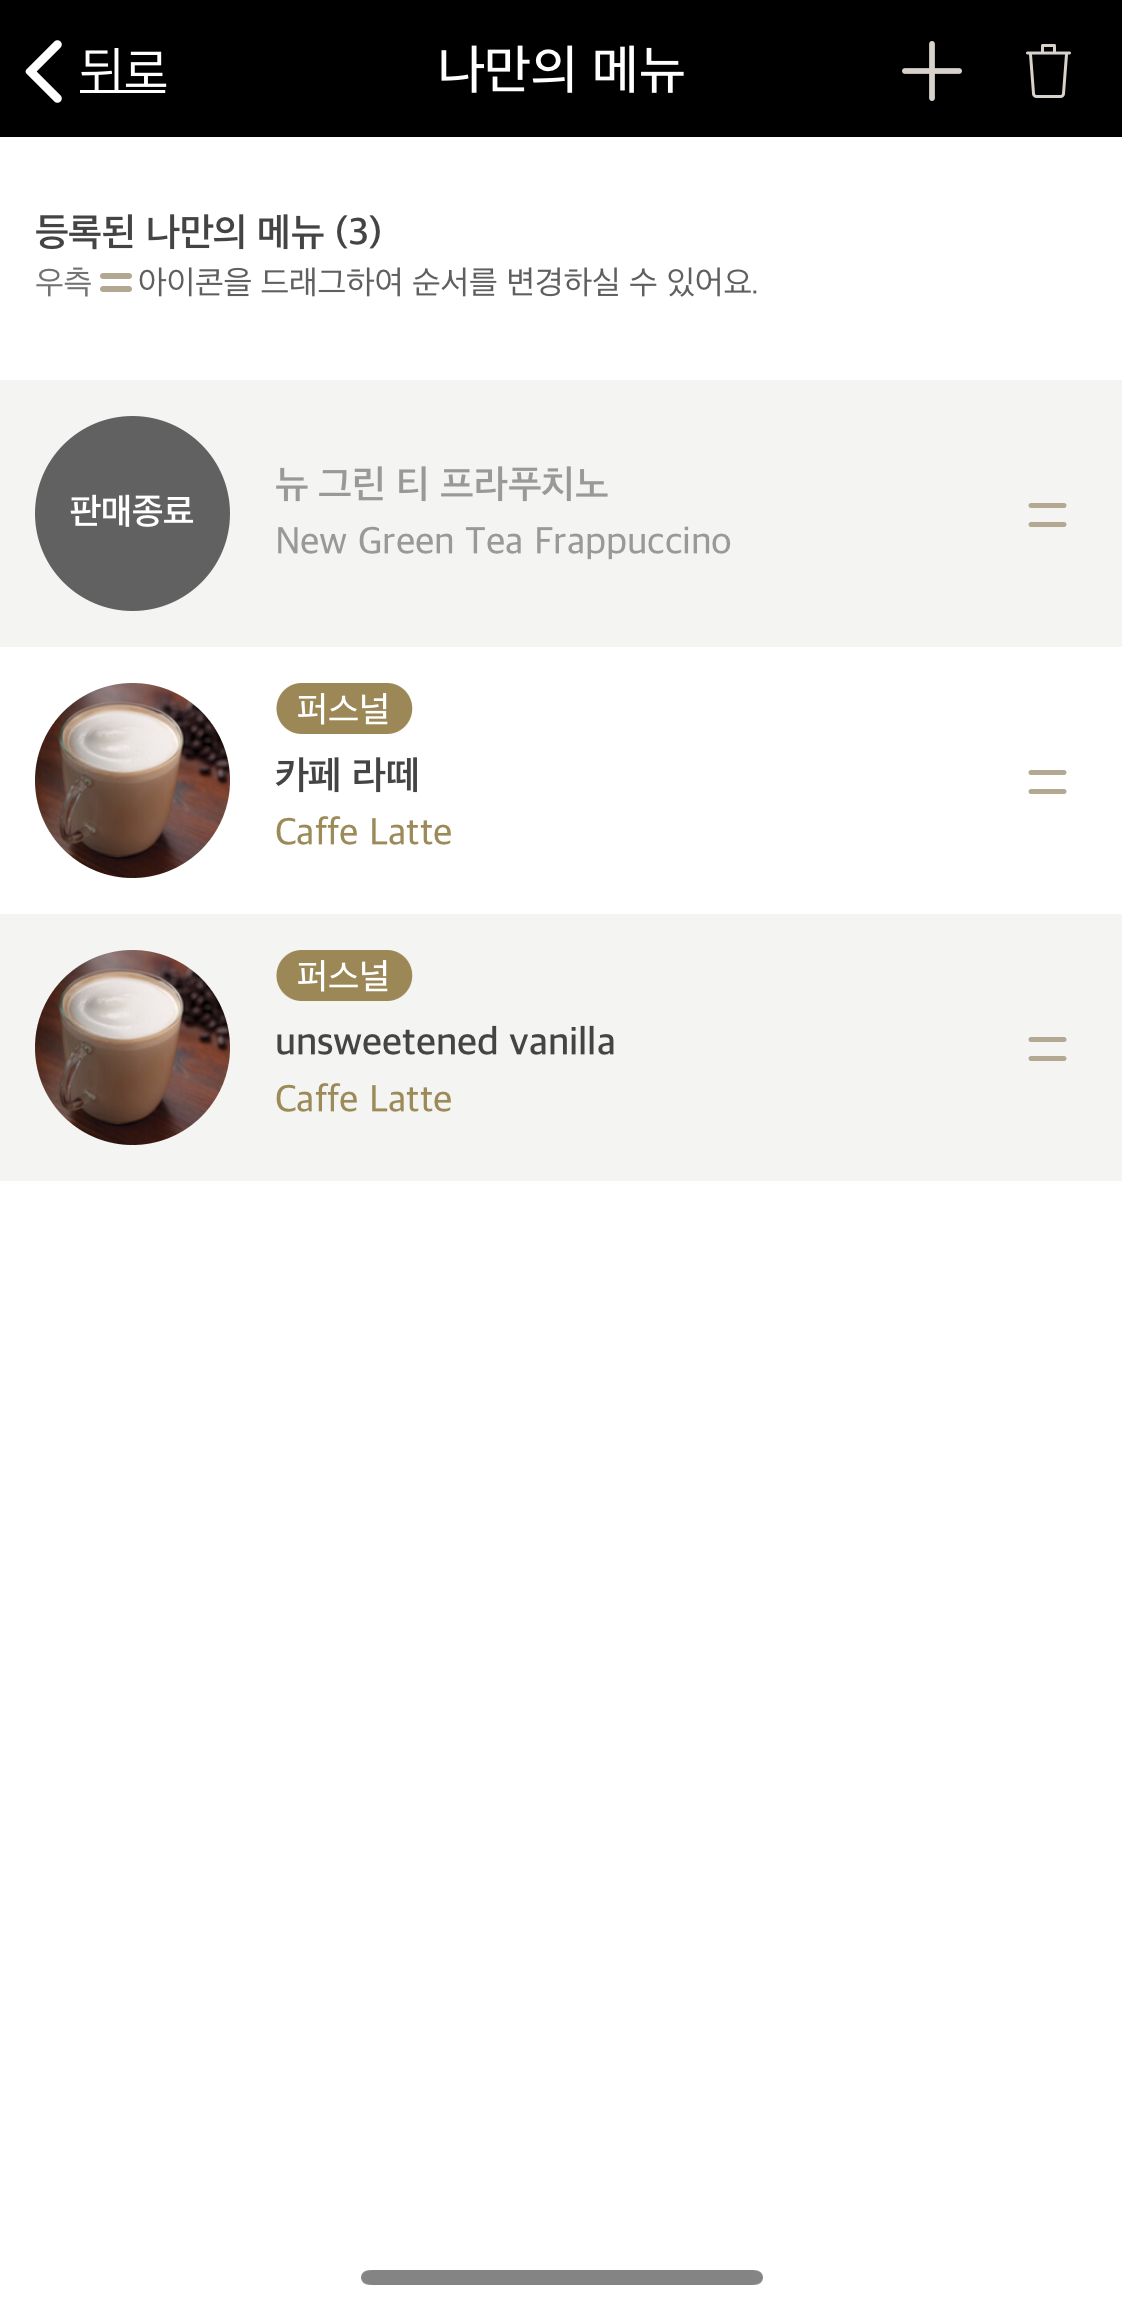 뒤로
나만의 메뉴
등록된 나만의 메뉴 (3)
우측 = 아이콘을 드래그하여 순서를 변경하실 수 있어요.
판매종료
뉴 그린 티 프라푸치노
New Green Tea Frappuccino
퍼스널
카페 라떼
Caffe Latte
퍼스널
unsweetened vanilla
Caffe Latte